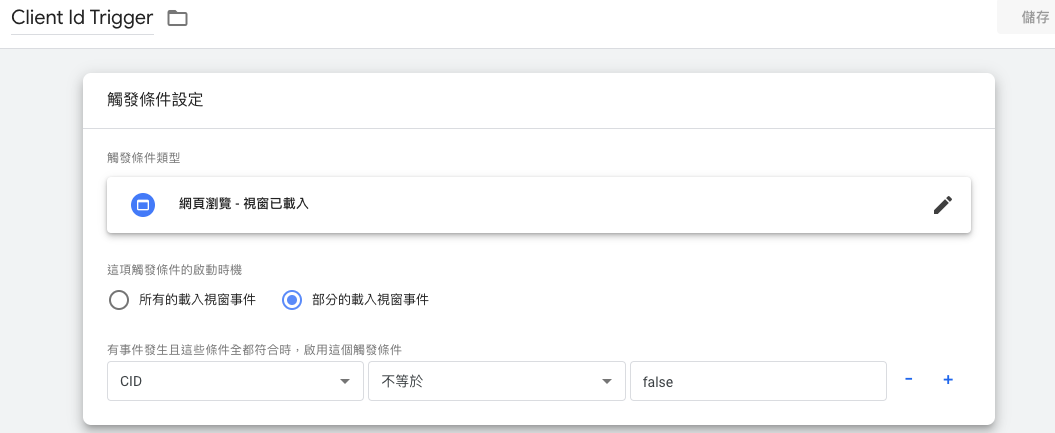 Client Id Trigger
儲存
觸發條件設定
觸發條件類型
網頁瀏覽 - 視窗已載入
這項觸發條件的啟動時機
所有的載入視窗事件 部分的載入視窗事件
有事件發生且這些條件全都符合時，啟用這個觸發條件
CID 不等於 false - +